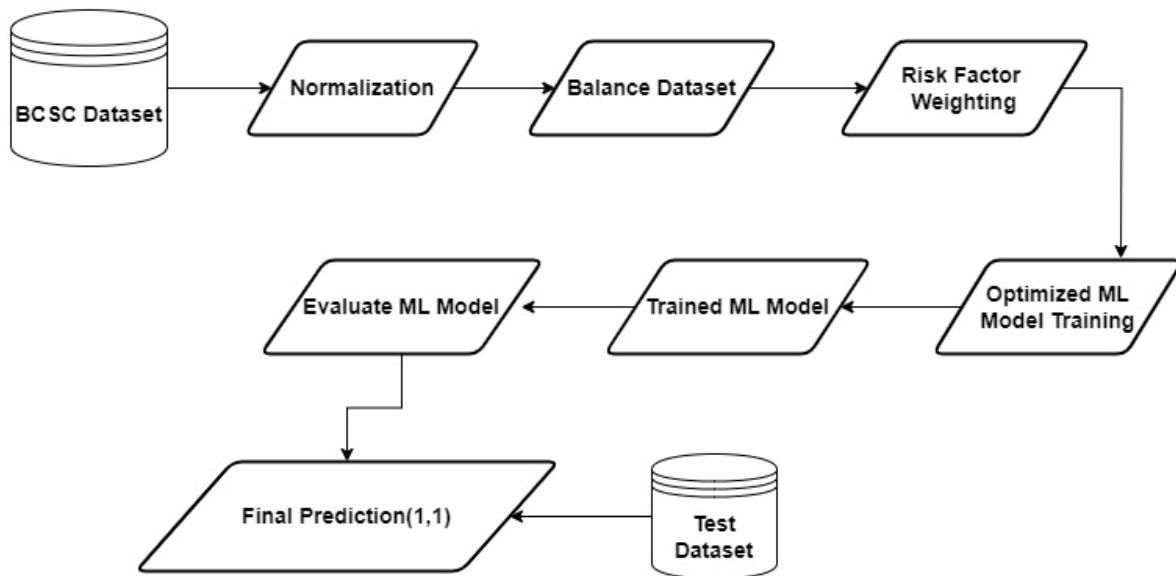 BCSC Dataset
Normalization
Balance Dataset
Risk Factor
Weighting
Evaluate ML Model
Trained ML Model
Optimized ML
Model Training
Final Prediction(1,1)
Test
Dataset